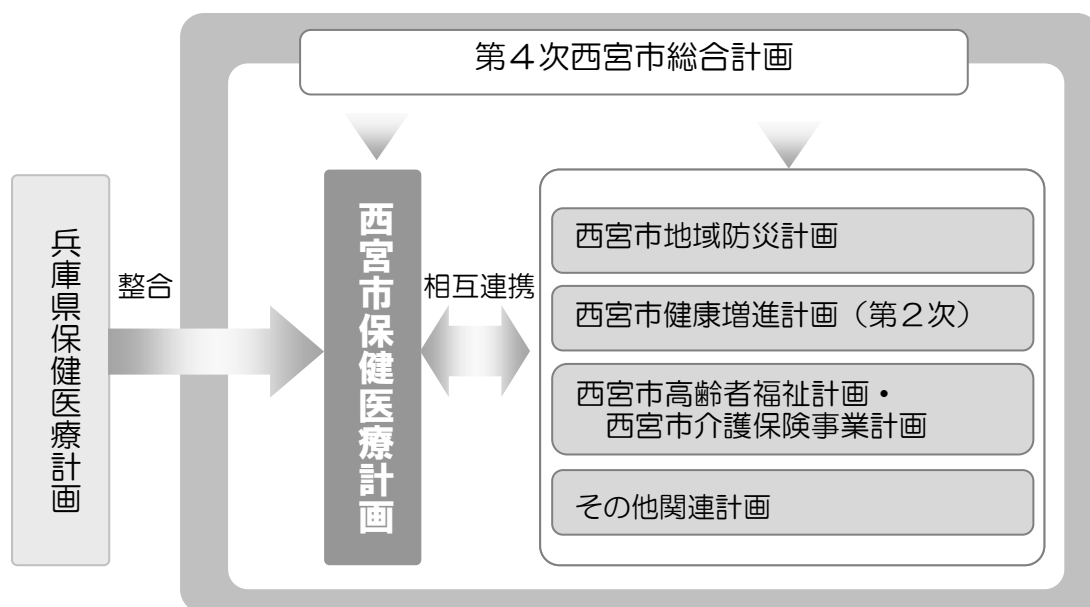 第４次西宮市総合計画
兵庫県保健医療計画
整合
西宮市保健医療計画
相互連携
西宮市地域防災計画
西宮市健康増進計画（第２次）
西宮市高齢者福祉計画・
西宮市介護保険事業計画
その他関連計画